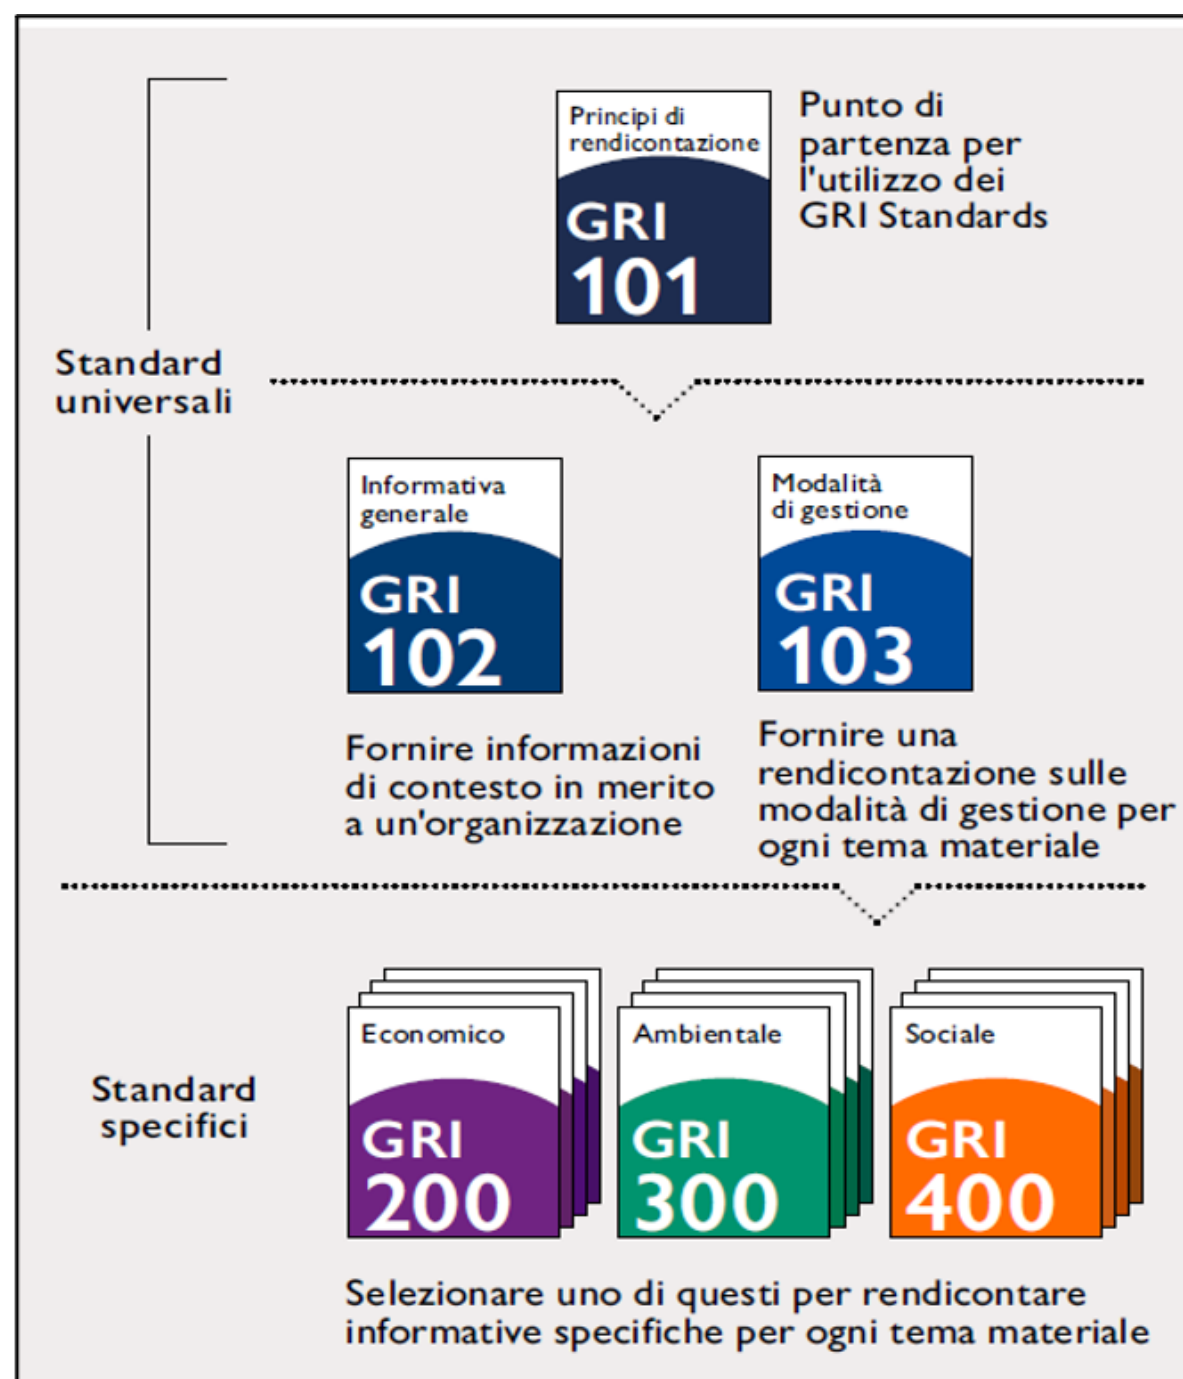 Principi di
rendicontazione
GRI
101
Punto di
partenza per
l'utilizzo dei
GRI Standards
Standard
universali
Informativa
generale
GRI
102
Modalità
di gestione
GRI
103
Fornire informazioni
di contesto in merito
a un'organizzazione
Fornire una
rendicontazione sulle
modalità di gestione per
ogni tema materiale
Standard
specifici
Economico
GRI
200
Ambientale
GRI
300
Sociale
GRI
400
Selezionare uno di questi per rendicontare
informative specifiche per ogni tema materiale